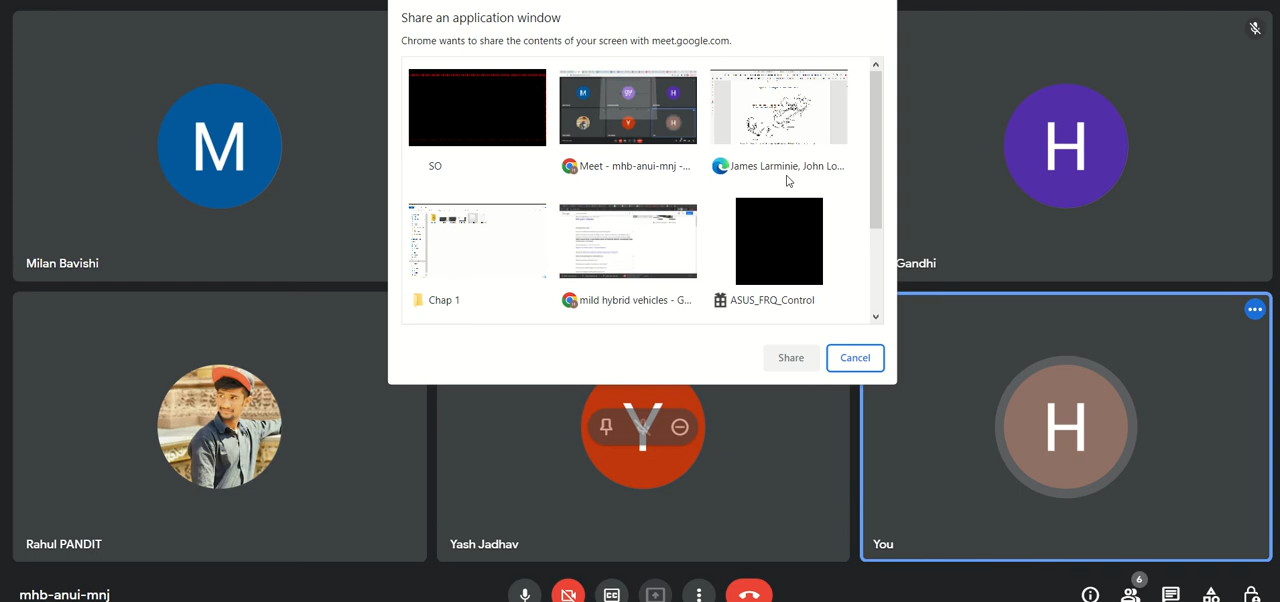 Share an application window
Chrome wants to share the contents of your screen with meet.google.com.
SO
Meet - mhb-anui-mnj -...
James Larminie, John Lo...
Chap 1
mild hybrid vehicles - G...
ASUS_FRQ_Control
Share
Cancel
M
H
Milan Bavishi
Gandhi
Y
H
Rahul PANDIT
Yash Jadhav
You
mhb-anui-mnj
CC
6